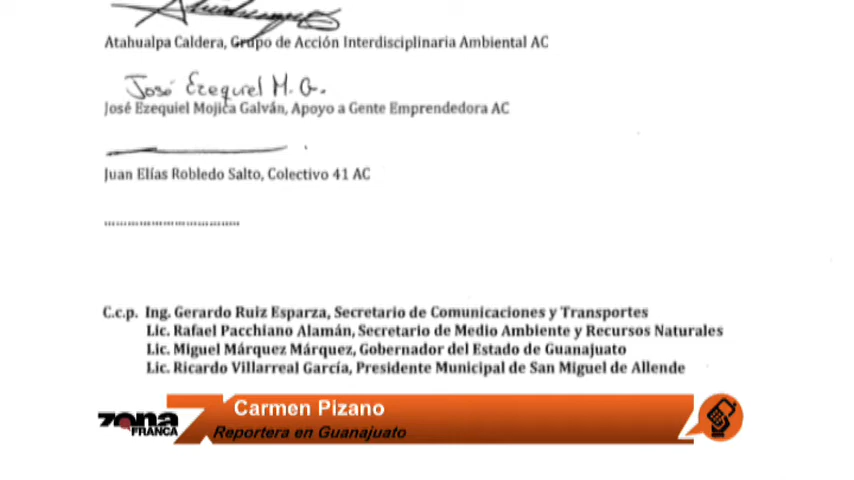 Atahualpa Caldera, Grupo de Acción Interdisciplinaria Ambiental AC
José Ezequiel M. G.
José Ezequiel Mojica Galván, Apoyo a Gente Emprendedora AC
Juan Elías Robledo Salto, Colectivo 41 AC
C.c.p. Ing. Gerardo Ruiz Esparza, Secretario de Comunicaciones y Transportes
Lic. Rafael Pacchiano Alamán, Secretario de Medio Ambiente y Recursos Naturales
Lic. Miguel Márquez Márquez, Gobernador del Estado de Guanajuato
Lic. Ricardo Villarreal García, Presidente Municipal de San Miguel de Allende
Carmen Pizano
ZONA FRANCA
Reportera en Guanajuato